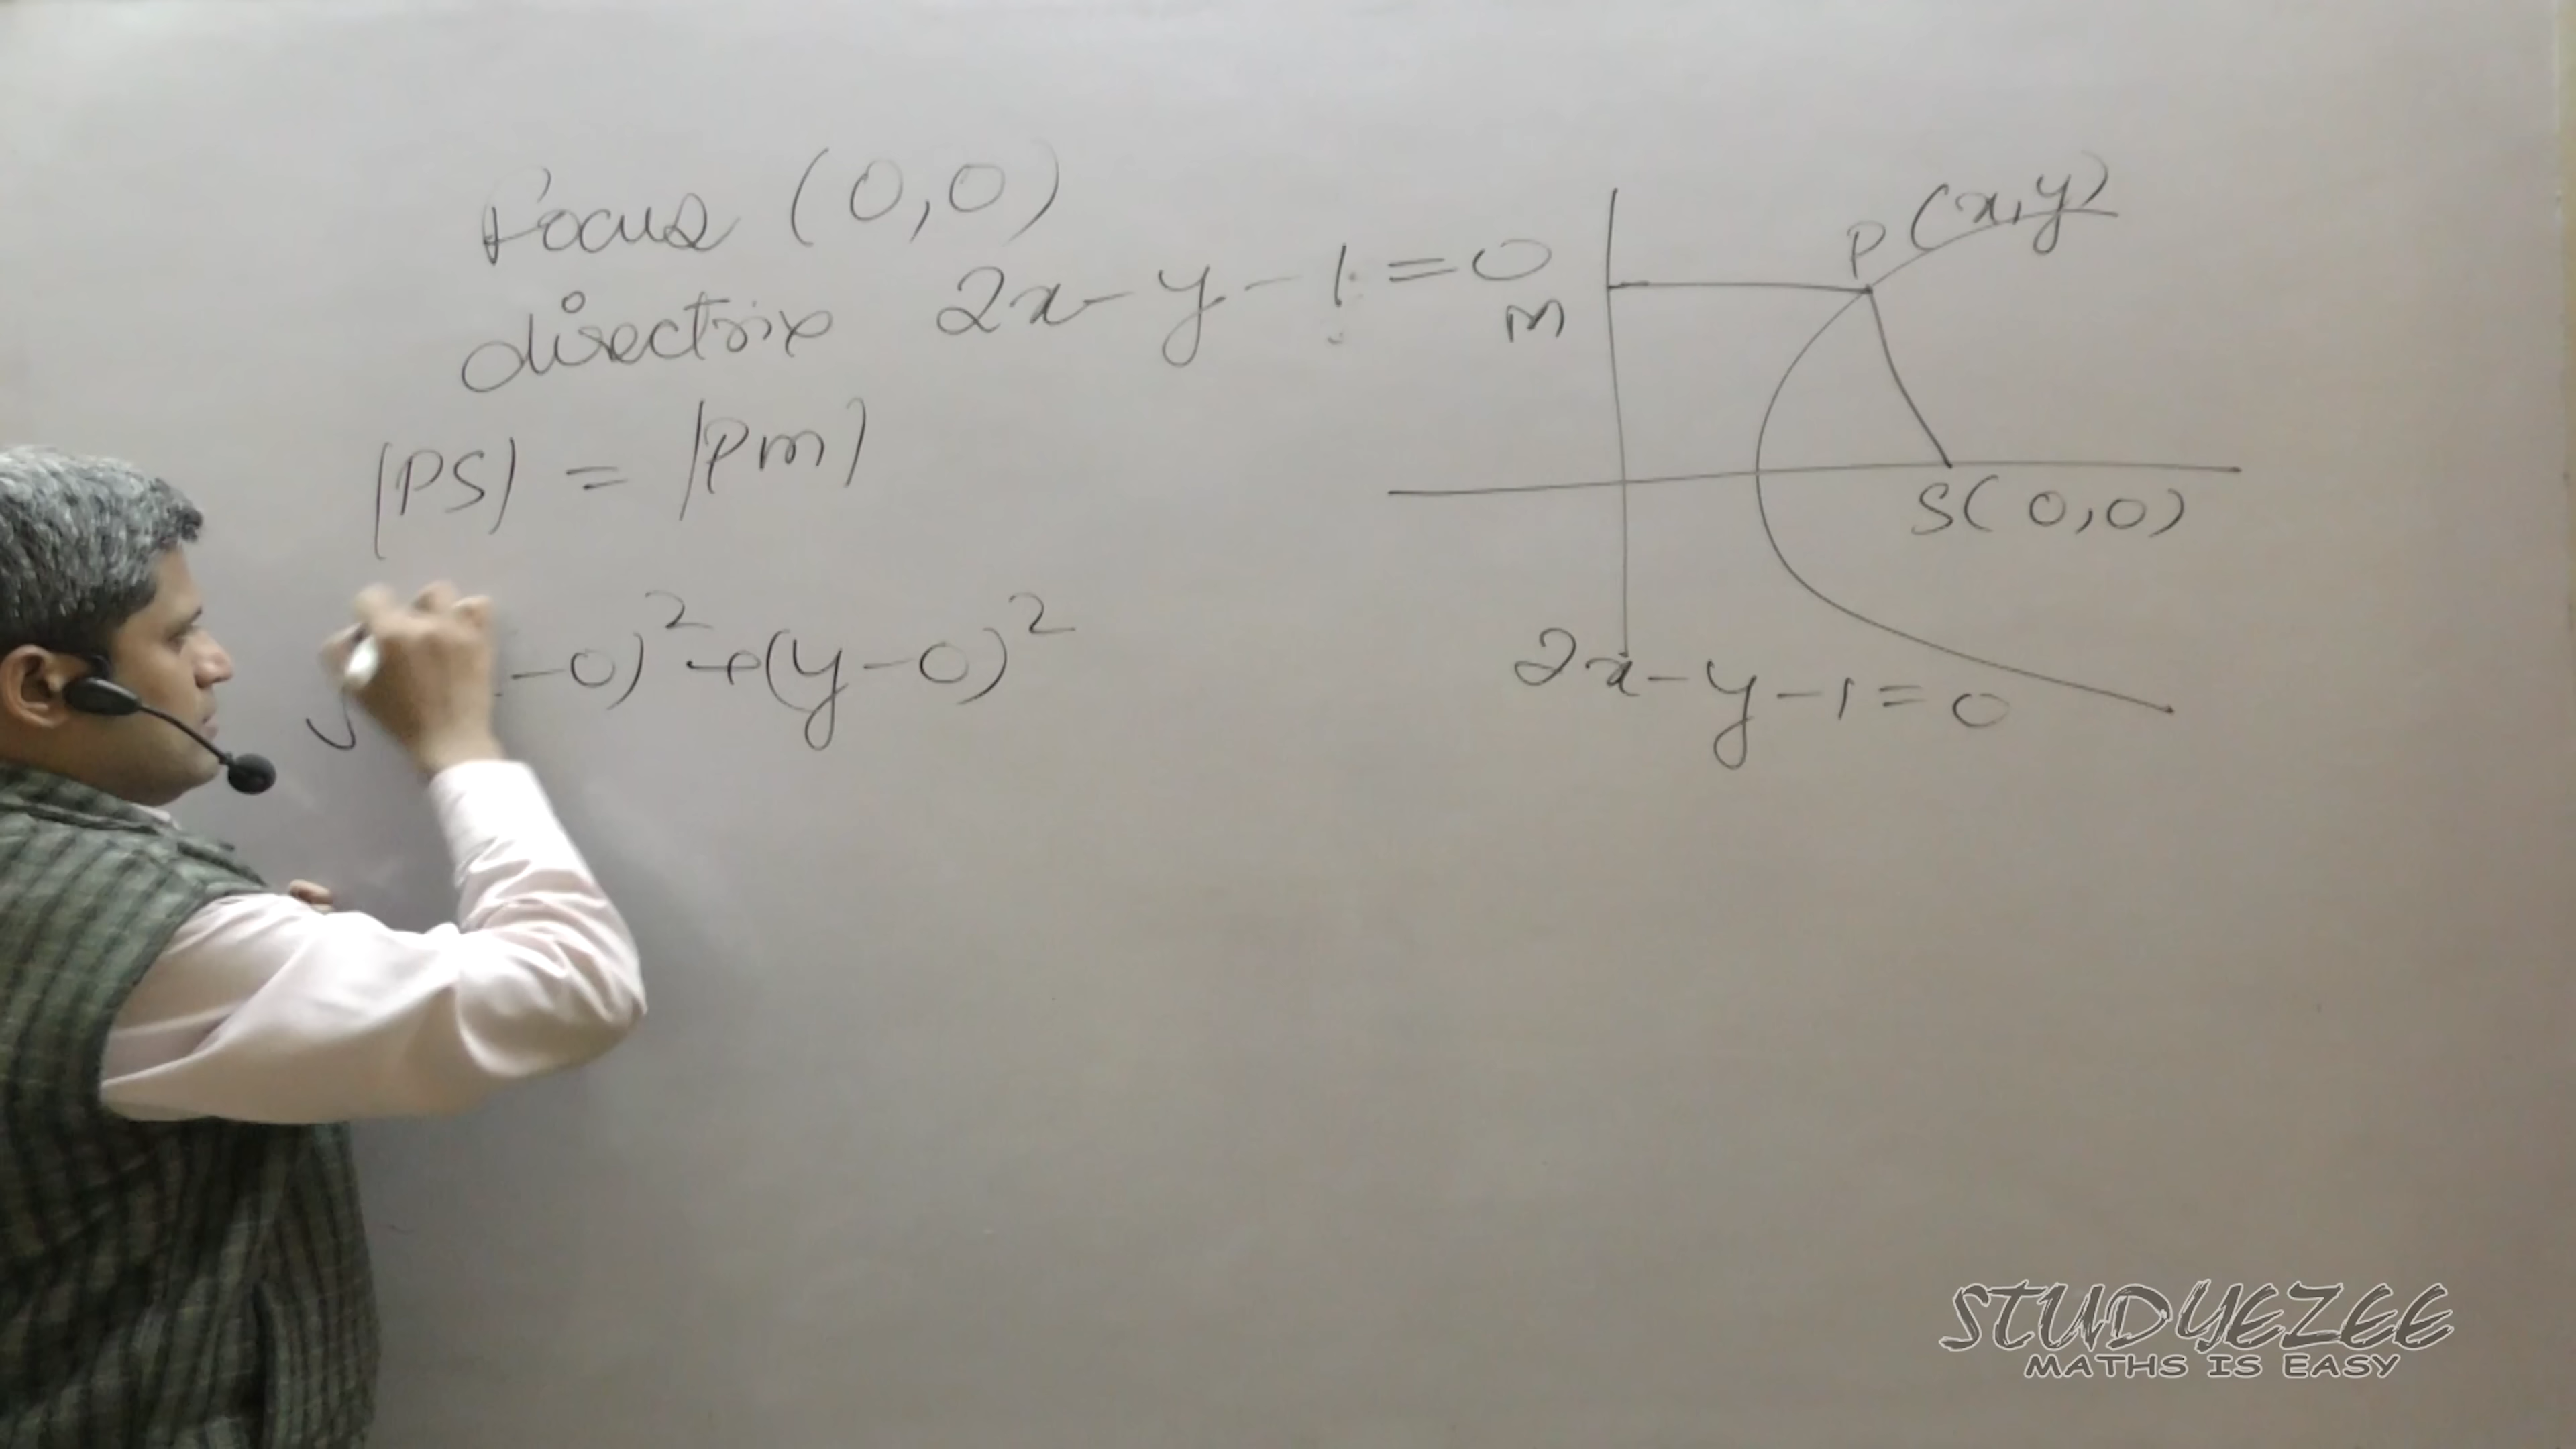 Focus (0,0)
directrix 2x-y-1=0
|PS| = |PM|
√ -0)²+(y-0)²
P(x,y)
M
S(0,0)
2x-y-1=0
STUDYEZEE
MATHS IS EASY